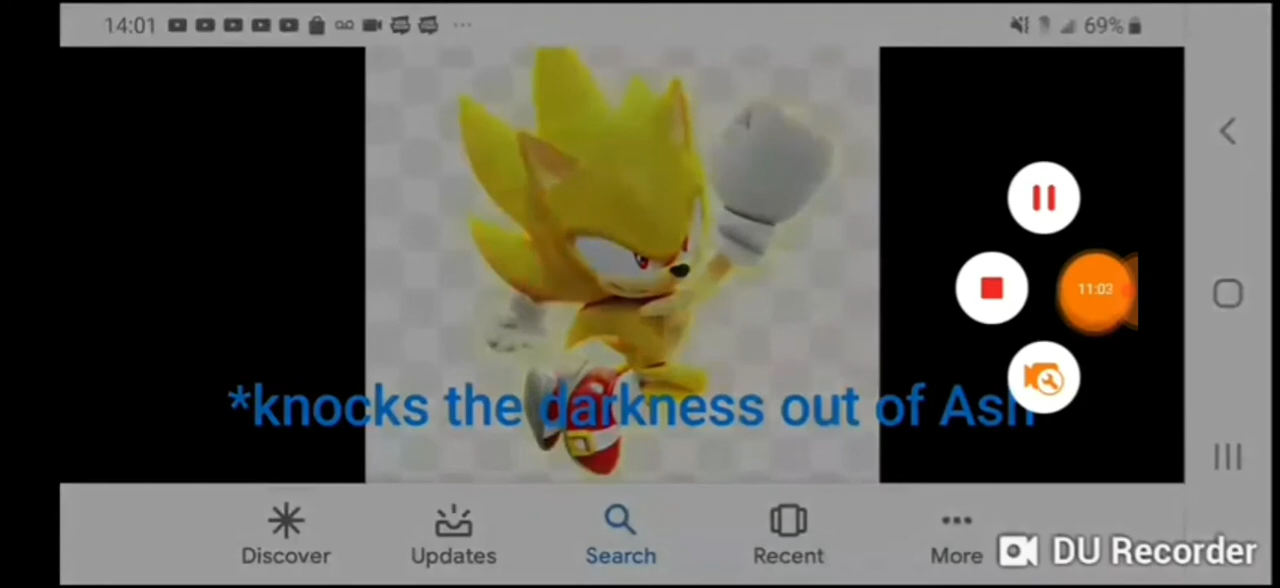 14:01
69%
11:03
*knocks the darkness out of Ash
Discover Updates Search Recent More
DU Recorder